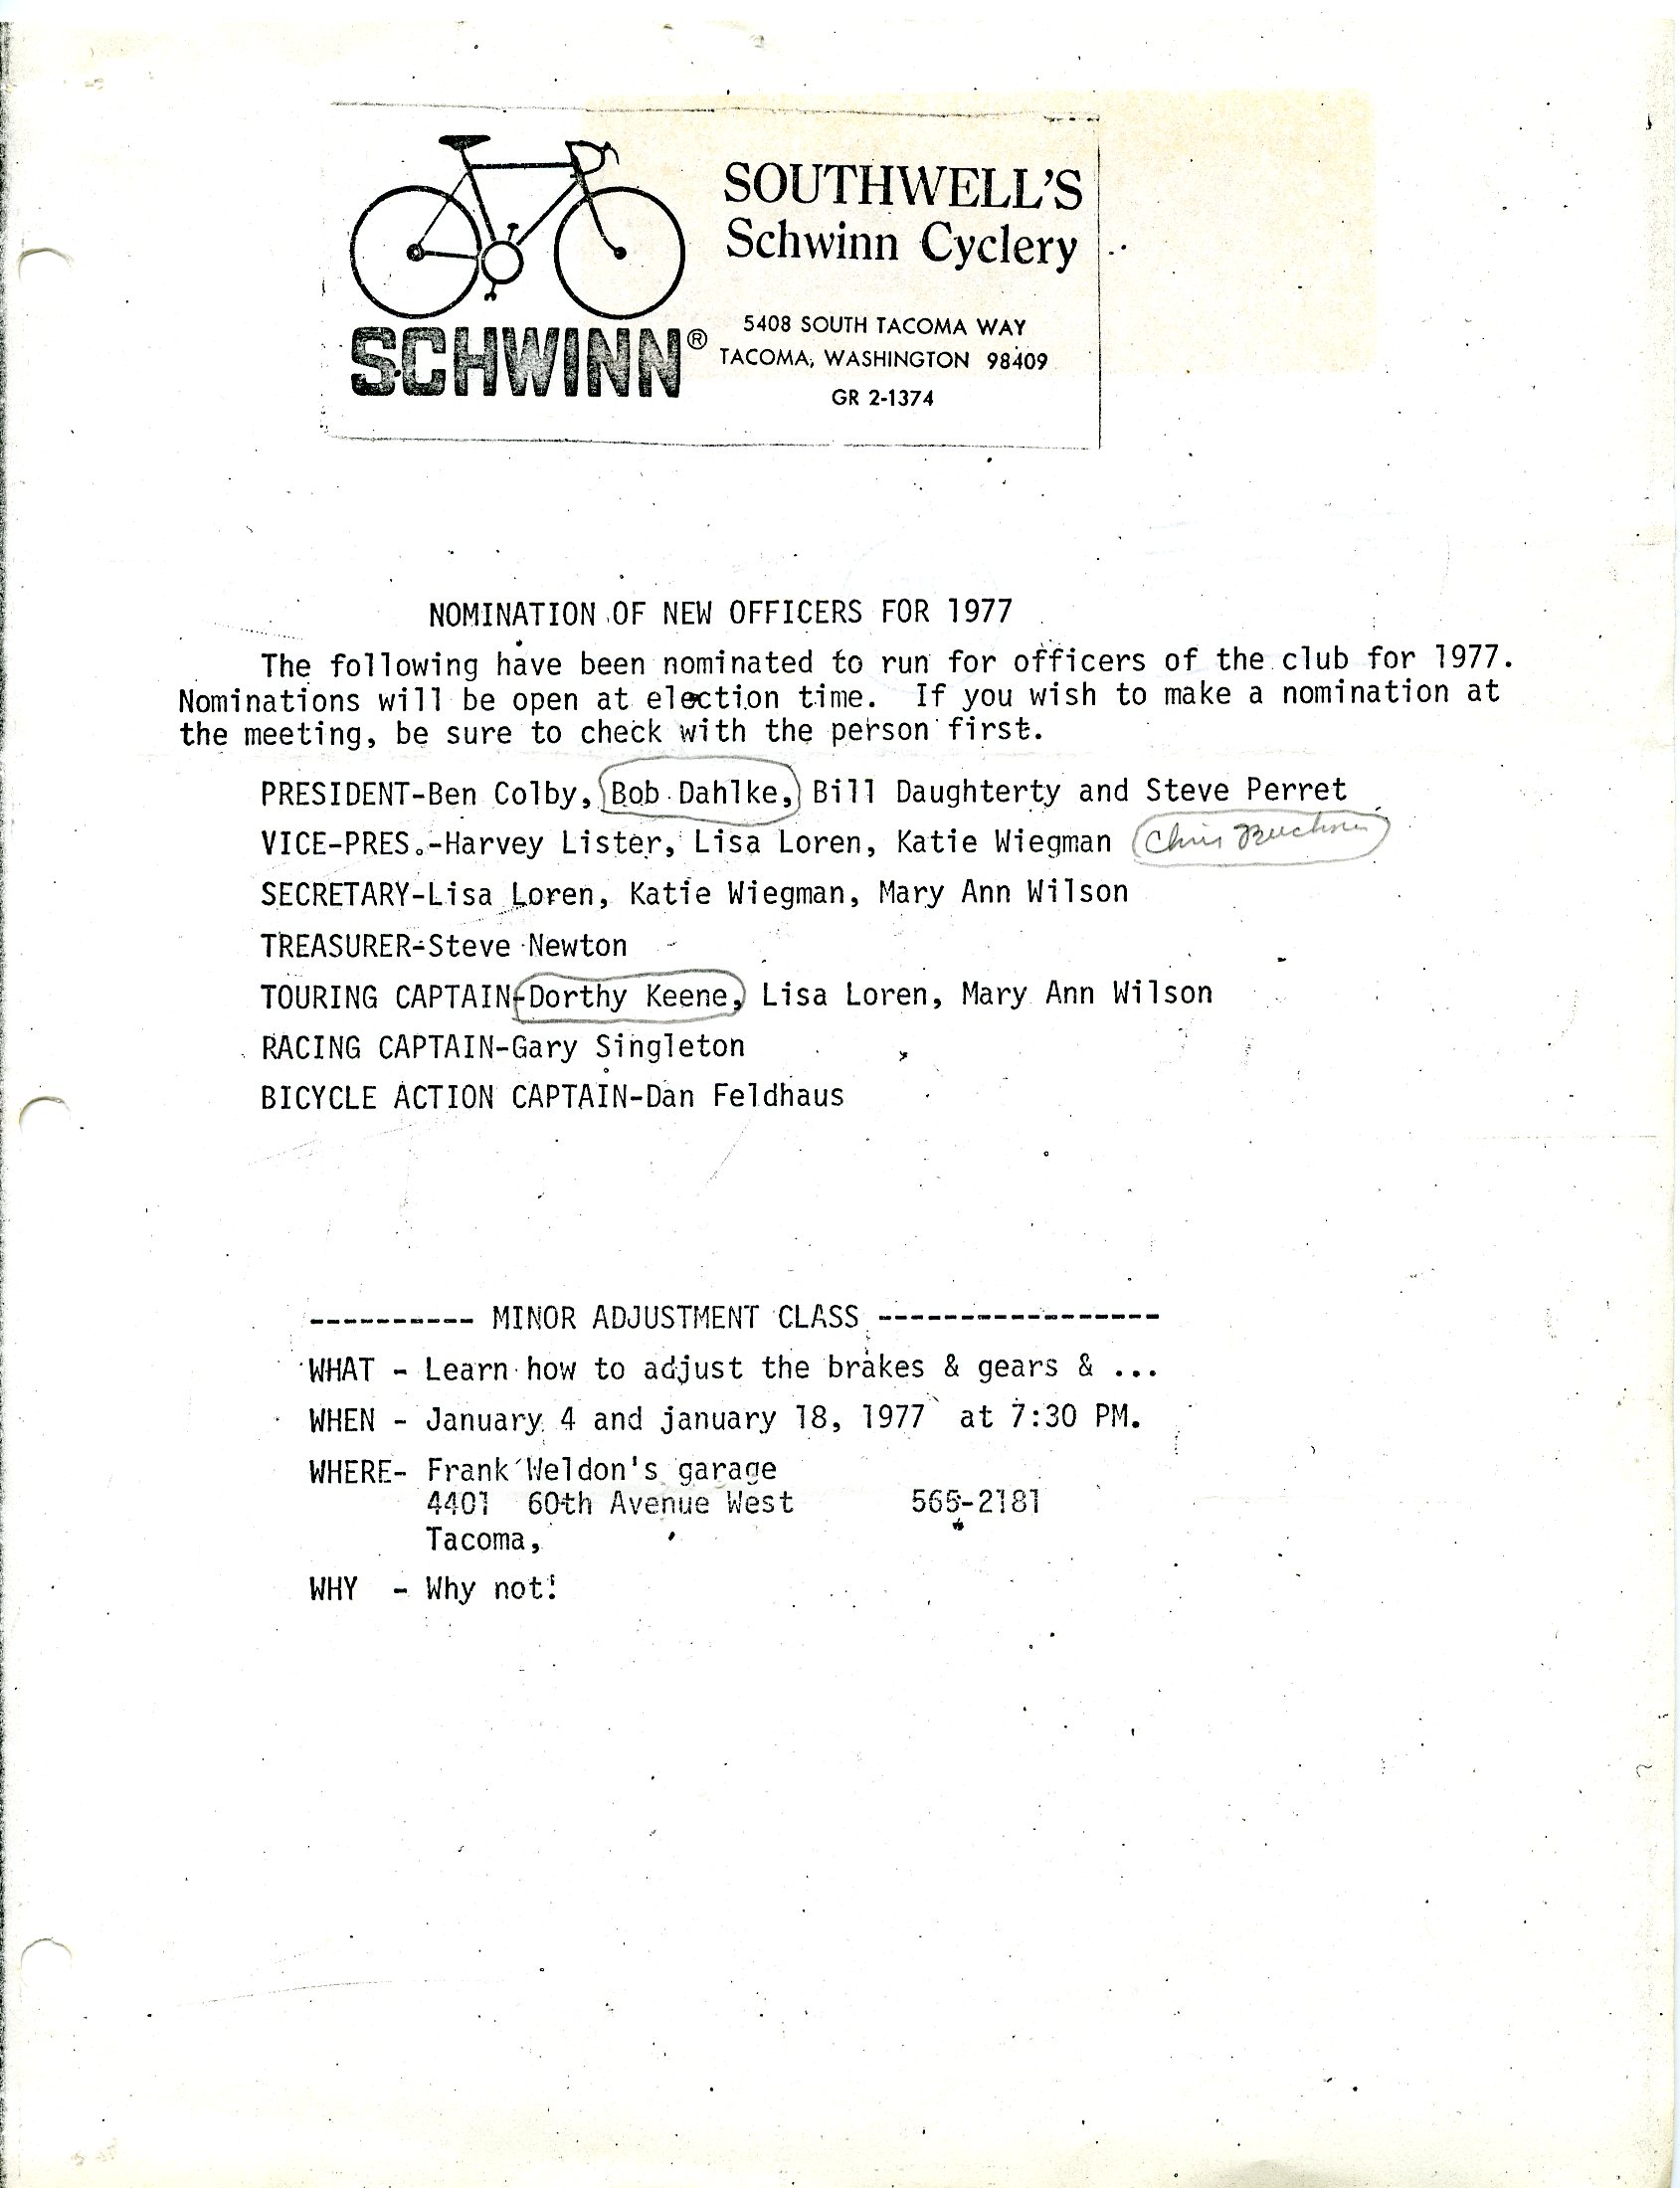 SOUTHWELL'S
Schwinn Cyclery
5408 SOUTH TACOMA WAY
TACOMA, WASHINGTON 98409
GR 2-1374
SCHWINN®
NOMINATION OF NEW OFFICERS FOR 1977
The following have been nominated to run for officers of the club for 1977.
Nominations will be open at election time. If you wish to make a nomination at
the meeting, be sure to check with the person first.
PRESIDENT-Ben Colby, Bob Dahlke, Bill Daughterty and Steve Perret
VICE-PRES.-Harvey Lister, Lisa Loren, Katie Wiegman Chris
SECRETARY-Lisa Loren, Katie Wiegman, Mary Ann Wilson
TREASURER-Steve Newton
TOURING CAPTAIN-Dorthy Keene, Lisa Loren, Mary Ann Wilson
RACING CAPTAIN-Gary Singleton
BICYCLE ACTION CAPTAIN-Dan Feldhaus
---------- MINOR ADJUSTMENT CLASS -----------------
WHAT - Learn how to adjust the brakes & gears & ...
WHEN - January 4 and january 18, 1977 at 7:30 PM.
WHERE- Frank Weldon's garage
4401 60th Avenue West 565-2181
Tacoma,
WHY - Why not!